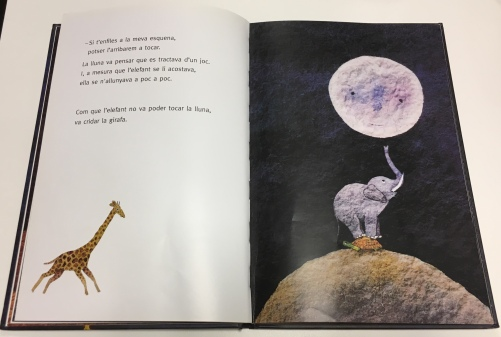 —Si t'enfiles a la meva esquena,
potser l'arribarem a tocar.
La lluna va pensar que es tractava d'un joc,
i, a mesura que l'elefant se li acostava,
ella se n'allunyava a poc a poc.
Com que l'elefant no va poder tocar la lluna,
va cridar la girafa.